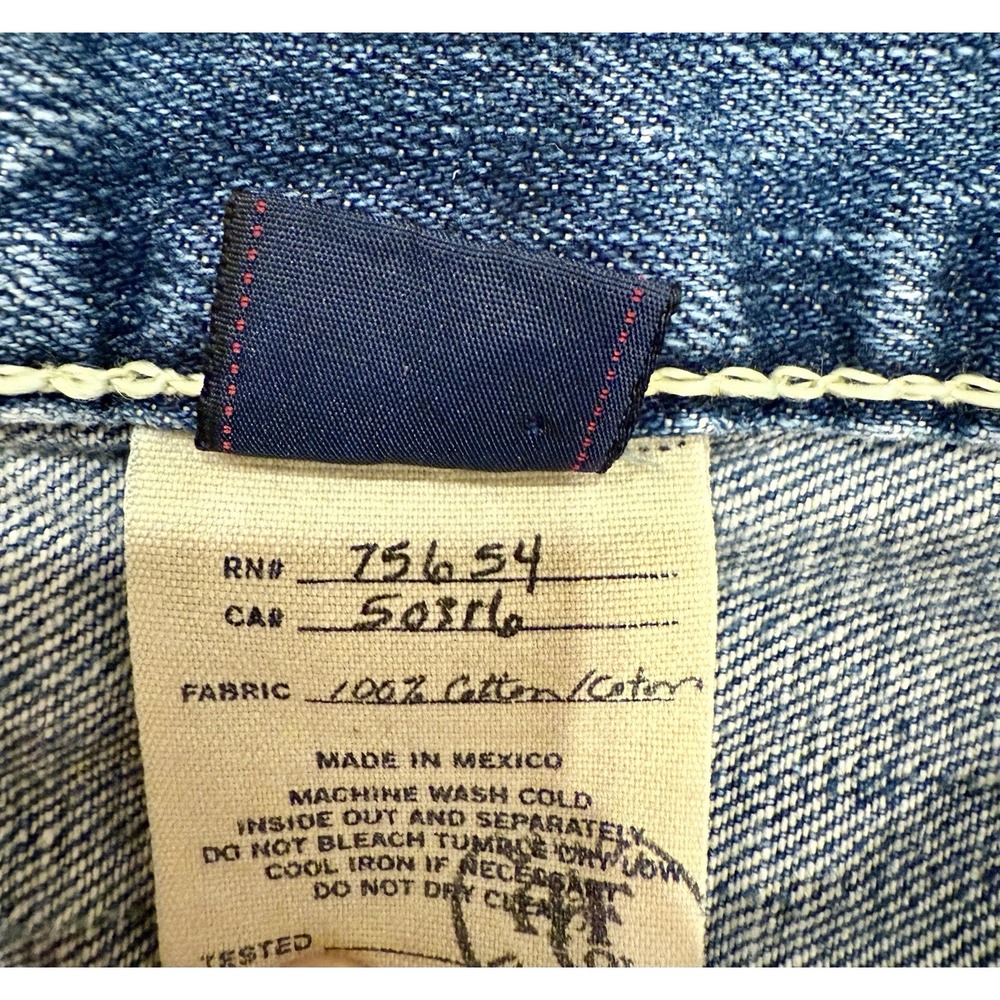 RN# 75654
CA# 50316
FABRIC 100% Cotton/Coton
MADE IN MEXICO
MACHINE WASH COLD
INSIDE OUT AND SEPARATELY
DO NOT BLEACH TUMBLE DRY LOW
COOL IRON IF NECESSARY
DO NOT DRY CLEAN
TESTED